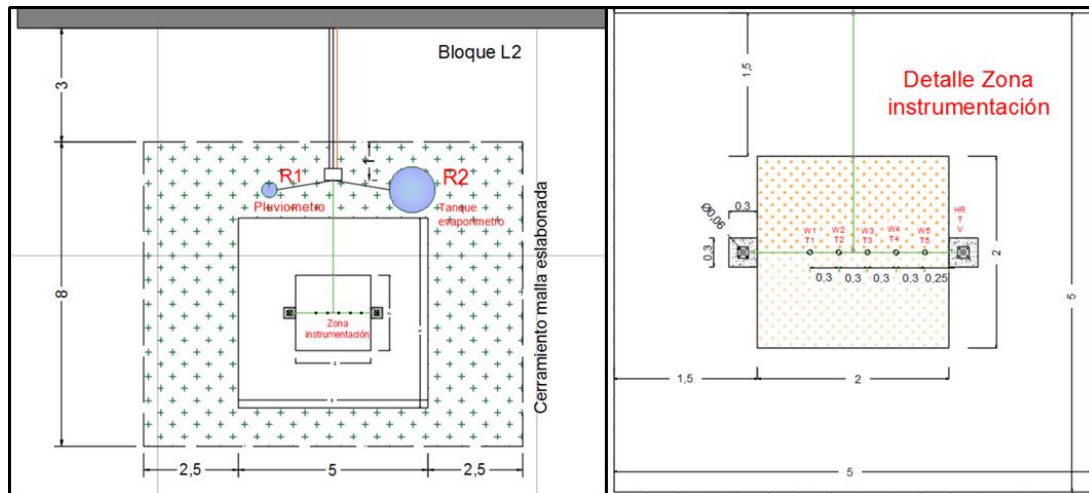 Bloque L2
3
1
R1
R2
Pluviometro
Tanque
evaporimetro
8
Zona
instrumentación
2,5
5
2,5
Cerramiento malla eslabonada
Detalle Zona
instrumentación
1,5
0,3
Ø0,06
0,3
W1
T1
W2
T2
W3
T3
W4
T4
W5
T5
HR
T
V
0,3
0,3
0,3
0,3
0,25
2
5
1,5
2
5